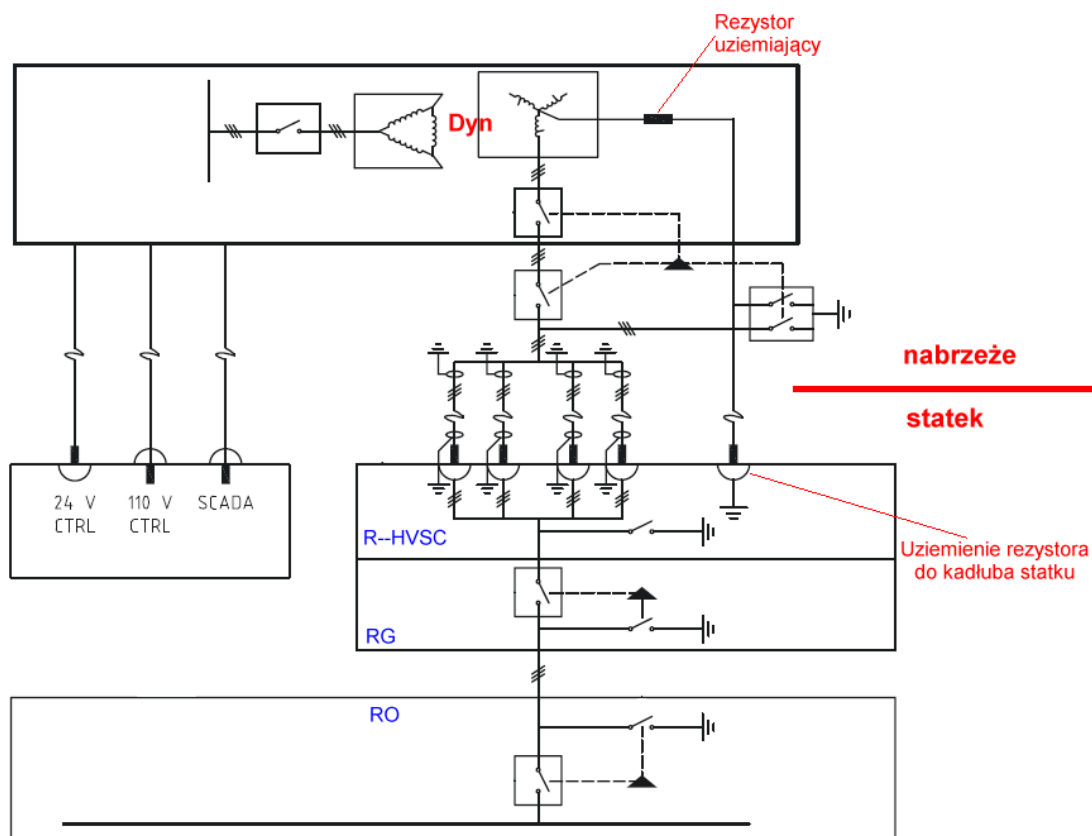 Rezystor
uziemiający
Dyn
nabrzeże
statek
24 V
CTRL
110 V
CTRL
SCADA
R--HVSC
Uziemienie rezystora
do kadłuba statku
RG
RO